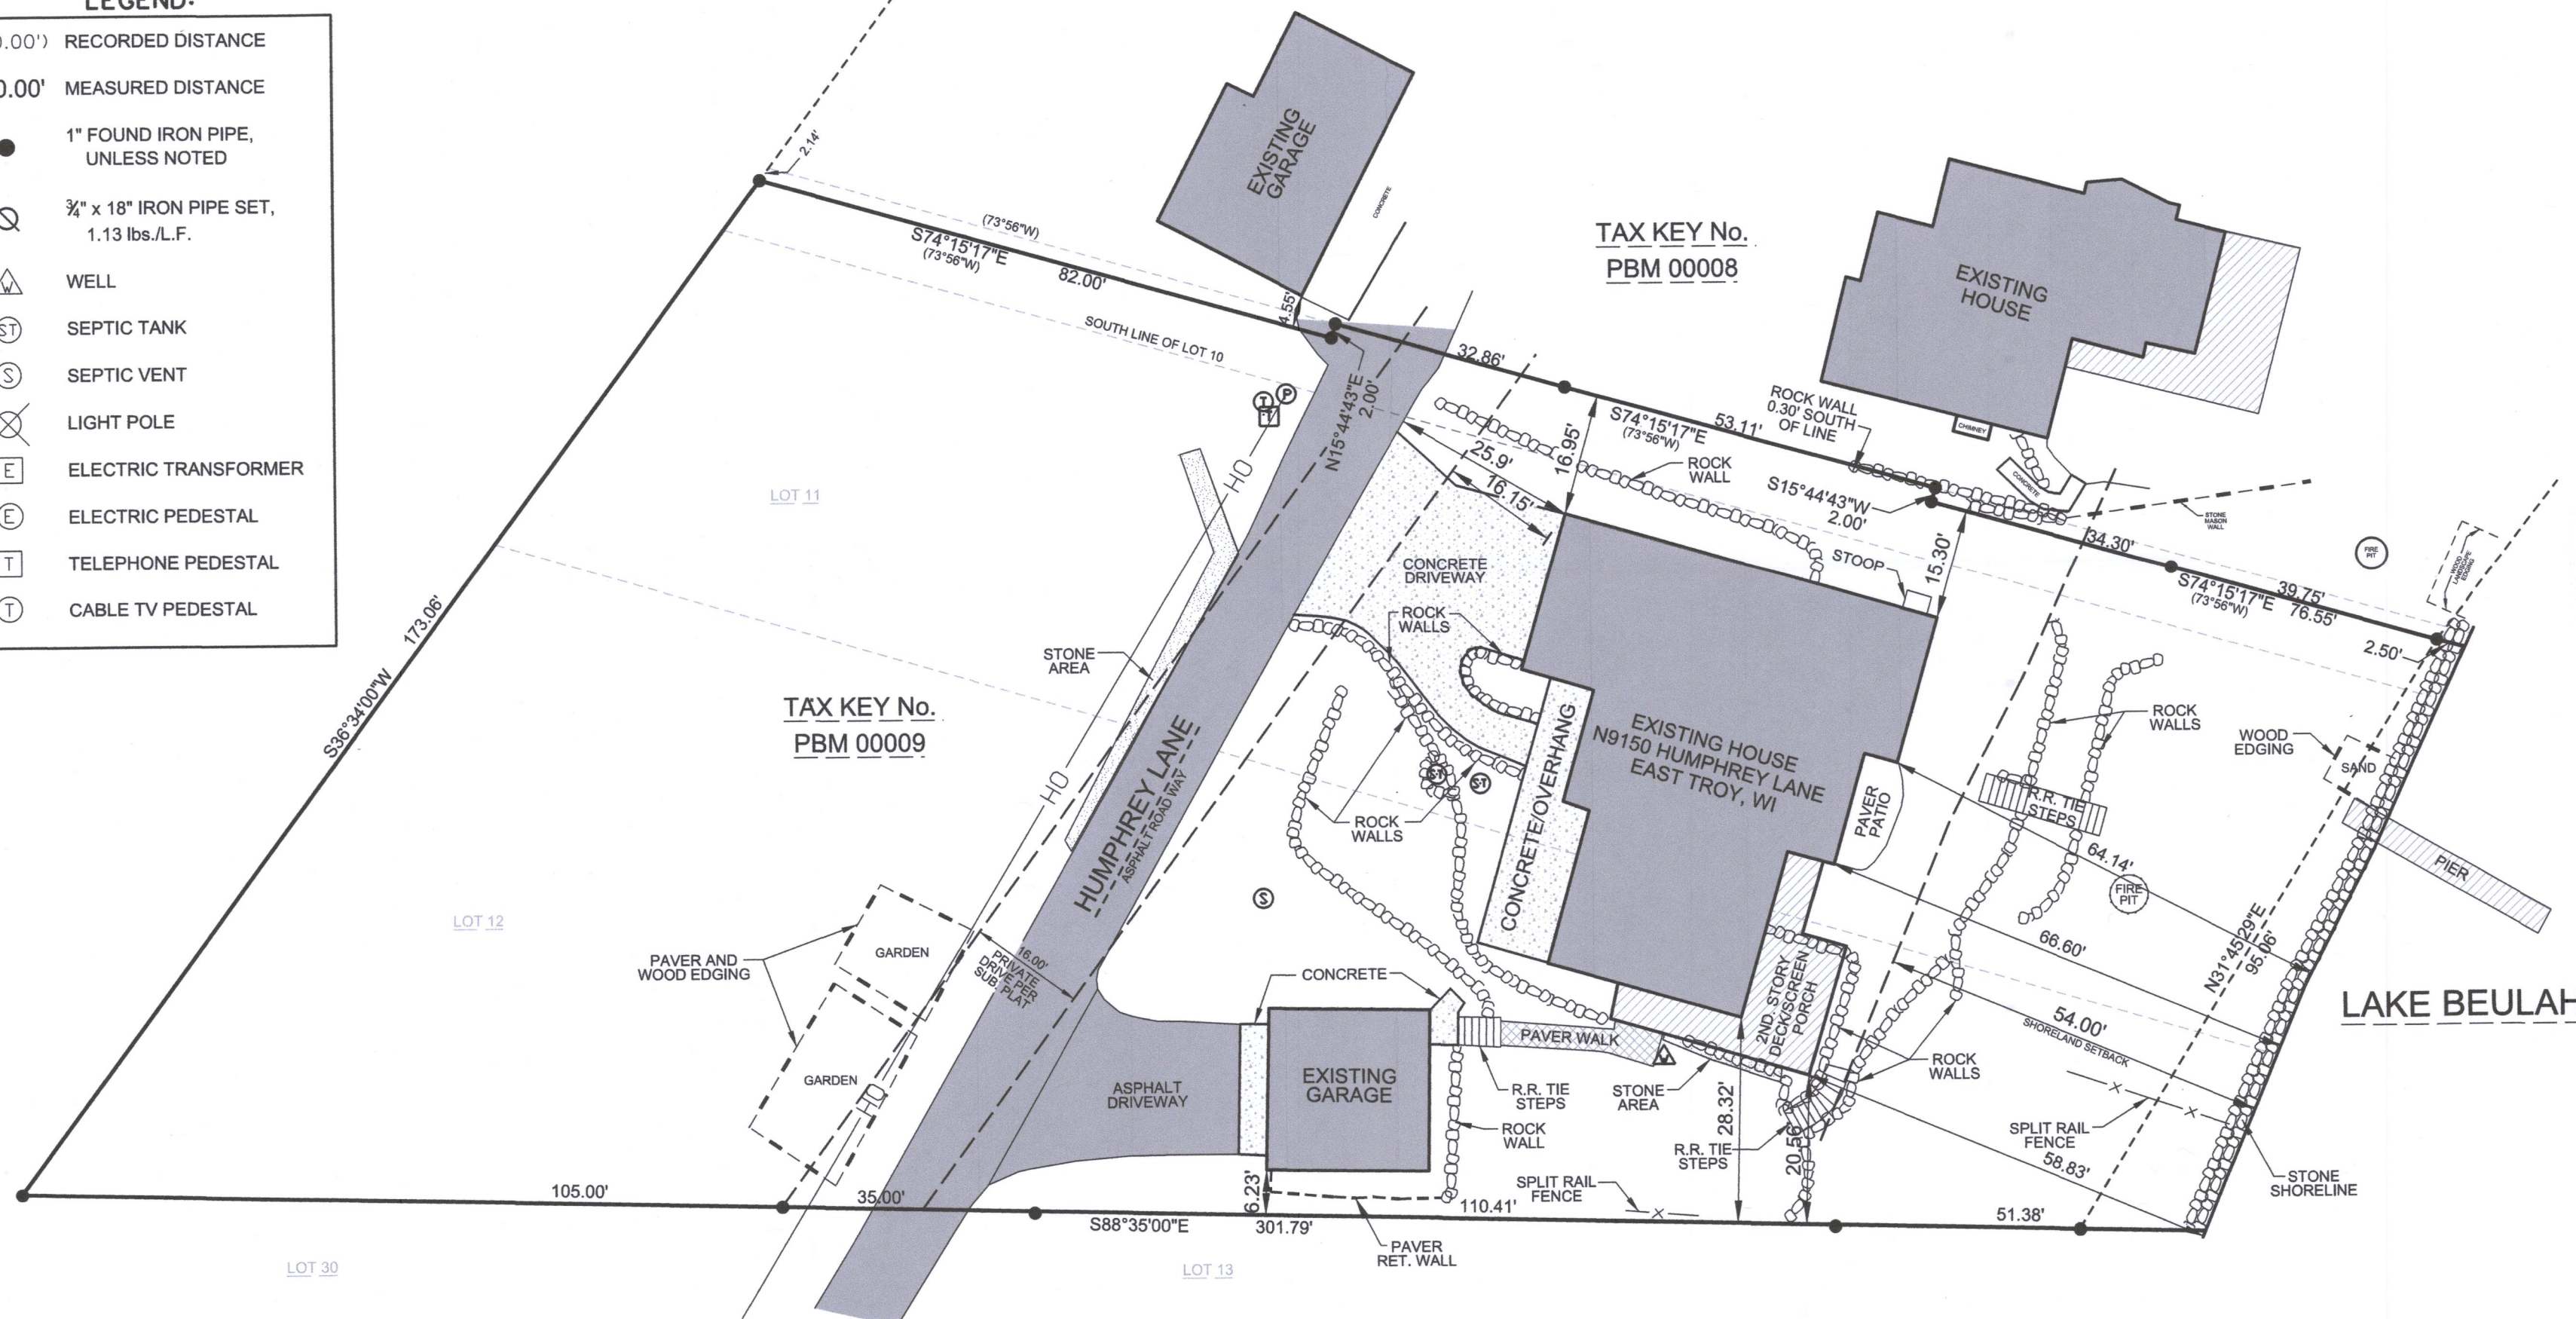 LEGEND:
0.00') RECORDED DISTANCE
0.00' MEASURED DISTANCE
1" FOUND IRON PIPE,
UNLESS NOTED
¾" x 18" IRON PIPE SET,
1.13 lbs./L.F.
W WELL
ST SEPTIC TANK
S SEPTIC VENT
LIGHT POLE
E ELECTRIC TRANSFORMER
E ELECTRIC PEDESTAL
T TELEPHONE PEDESTAL
T CABLE TV PEDESTAL
2.14'
(73°56"W)
S74°15'17"E
(73°56"W)
82.00'
SOUTH LINE OF LOT 10
EXISTING
GARAGE
CONCRETE
4.55'
TAX KEY No.
PBM 00008
EXISTING
HOUSE
CHIMNEY
CONCRETE
STONE
MASON
WALL
FIRE
PIT
WOOD
LANDSCAPE
EDGING
32.86'
N15°44'43"E
2.00'
T
P
T
OH
25.9'
16.15'
16.95'
S74°15'17"E
(73°56"W)
53.11'
ROCK WALL
0.30' SOUTH
OF LINE
ROCK
WALL
S15°44'43"W
2.00'
STOOP
15.30'
34.30'
S74°15'17"E
(73°56"W)
39.75'
76.55'
2.50'
LOT 11
173.06'
S36°34'00"W
STONE
AREA
TAX KEY No.
PBM 00009
OH
HUMPHREY LANE
ASPHALT ROAD WAY
CONCRETE
DRIVEWAY
ROCK
WALLS
ST
ST
ROCK
WALLS
CONCRETE/OVERHANG
EXISTING HOUSE
N9150 HUMPHREY LANE
EAST TROY, WI
PAVER
PATIO
R.R. TIE
STEPS
ROCK
WALLS
WOOD
EDGING
SAND
PIER
64.14'
FIRE
PIT
66.60'
N31°45'29"E
95.06'
54.00'
SHORELAND SETBACK
LAKE BEULAH
LOT 12
PAVER AND
WOOD EDGING
GARDEN
GARDEN
16.00'
PRIVATE
DRIVE PER
SUB. PLAT
S
CONCRETE
ASPHALT
DRIVEWAY
EXISTING
GARAGE
PAVER WALK
W
R.R. TIE
STEPS
ROCK
WALL
STONE
AREA
2ND. STORY
DECK/SCREEN
PORCH
28.32'
20.56'
R.R. TIE
STEPS
ROCK
WALLS
SPLIT RAIL
FENCE
58.83'
STONE
SHORELINE
105.00'
35.00'
6.23'
SPLIT RAIL
FENCE
110.41'
51.38'
S88°35'00"E
301.79'
PAVER
RET. WALL
LOT 30
LOT 13